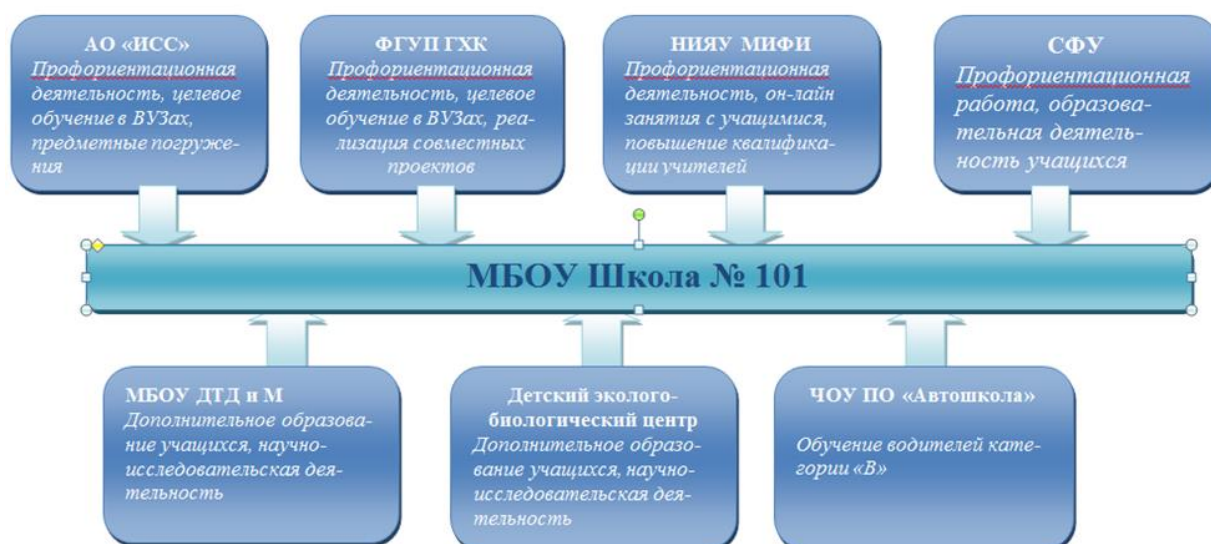 АО «ИСС»
Профориентационная
деятельность, целевое
обучение в ВУЗах,
предметные погруже-
ния
ФГУП ГХК
Профориентационная
деятельность, целевое
обучение в ВУЗах, реа-
лизация совместных
проектов
НИЯУ МИФИ
Профориентационная
деятельность, он-лайн
занятия с учащимися,
повышение квалифика-
ции учителей
СФУ
Профориентационная
работа, образова-
тельная деятель-
ность учащихся
МБОУ Школа № 101
МБОУ ДТД и М
Дополнительное образова-
ние учащихся, научно-
исследовательская дея-
тельность
Детский эколого-
биологический центр
Дополнительное образо-
вание учащихся, научно-
исследовательская дея-
тельность
ЧОУ ПО «Автошкола»
Обучение водителей кате-
гории «В»